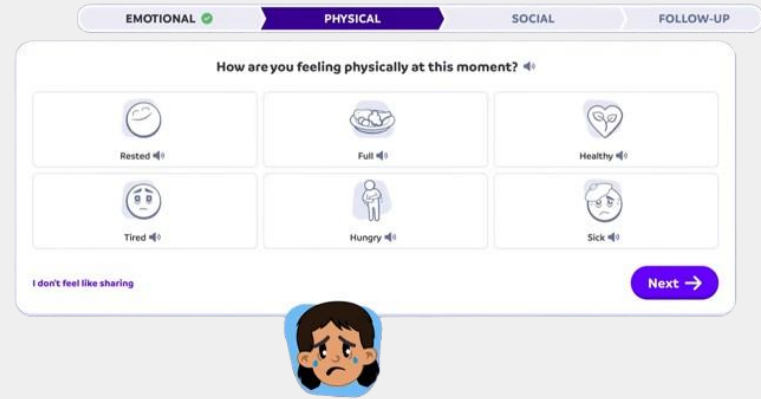 EMOTIONAL PHYSICAL SOCIAL FOLLOW-UP
How are you feeling physically at this moment?
Rested Full Healthy
Tired Hungry Sick
I don't feel like sharing Next